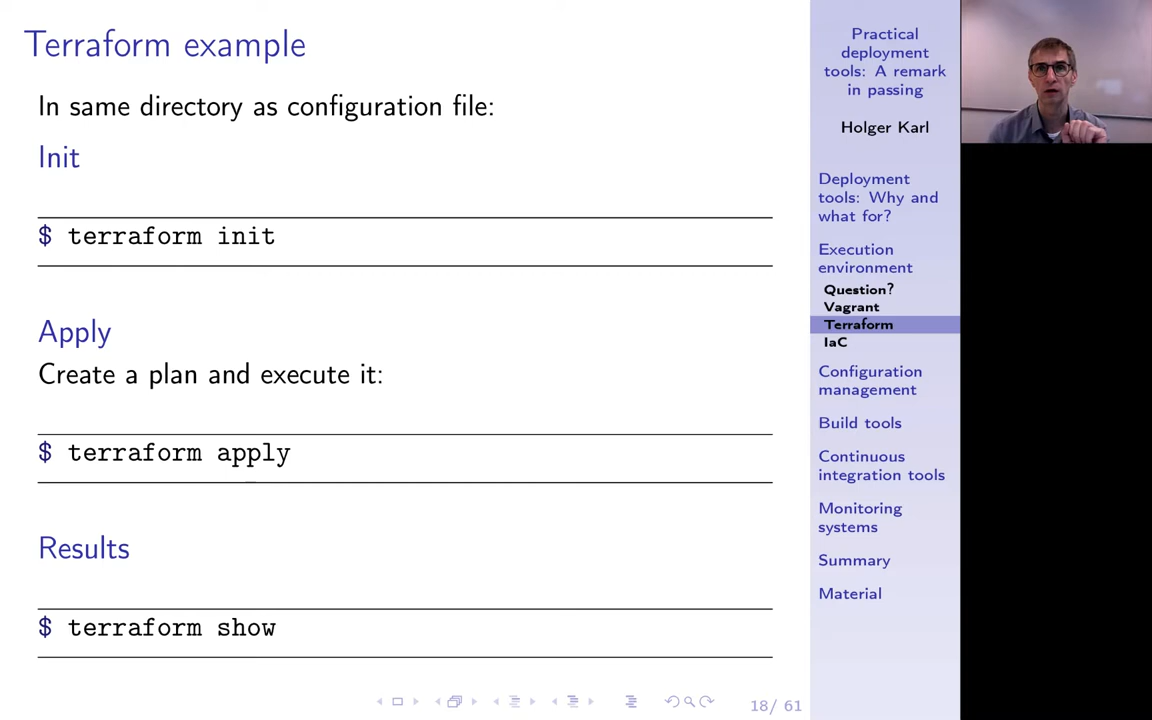 Terraform example
In same directory as configuration file:
Init
$ terraform init
Apply
Create a plan and execute it:
$ terraform apply
Results
$ terraform show
18/ 61
Practical
deployment
tools: A remark
in passing
Holger Karl
Deployment
tools: Why and
what for?
Execution
environment
Question?
Vagrant
Terraform
IaC
Configuration
management
Build tools
Continuous
integration tools
Monitoring
systems
Summary
Material